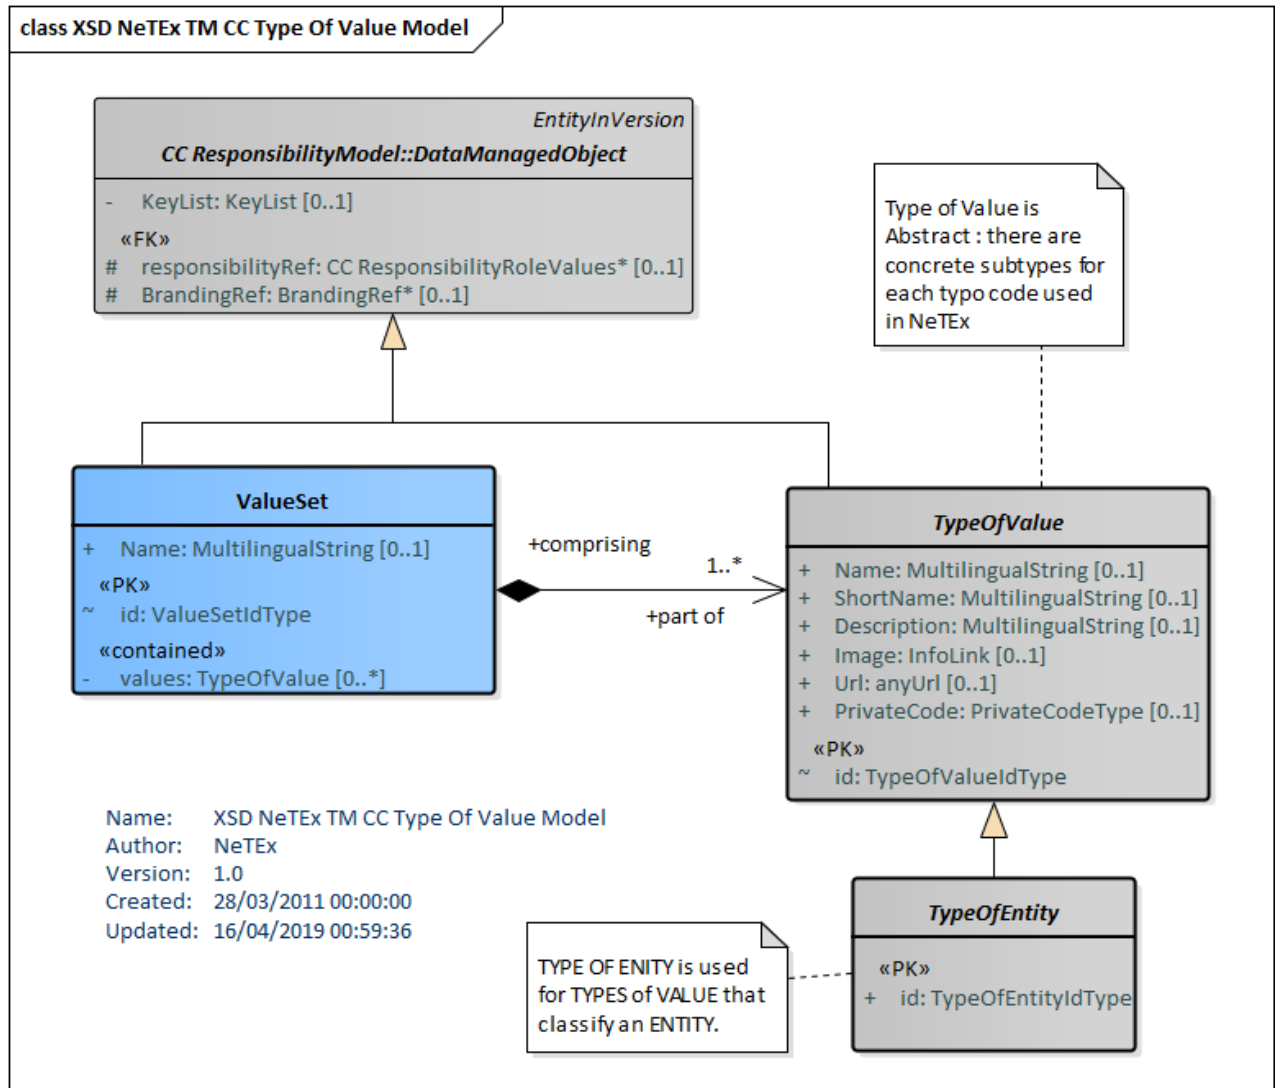 class XSD NeTEx TM CC Type Of Value Model
EntityInVersion
CC ResponsibilityModel::DataManagedObject
- KeyList: KeyList [0..1]
«FK»
# responsibilityRef: CC ResponsibilityRoleValues* [0..1]
# BrandingRef: BrandingRef* [0..1]
Type of Value is
Abstract : there are
concrete subtypes for
each typo code used
in NeTEx
ValueSet
+ Name: MultilingualString [0..1]
«PK»
~ id: ValueSetIdType
«contained»
- values: TypeOfValue [0..*]
+comprising
1..*
+part of
TypeOfValue
+ Name: MultilingualString [0..1]
+ ShortName: MultilingualString [0..1]
+ Description: MultilingualString [0..1]
+ Image: InfoLink [0..1]
+ Url: anyUrl [0..1]
+ PrivateCode: PrivateCodeType [0..1]
«PK»
~ id: TypeOfValueIdType
Name: XSD NeTEx TM CC Type Of Value Model
Author: NeTEx
Version: 1.0
Created: 28/03/2011 00:00:00
Updated: 16/04/2019 00:59:36
TYPE OF ENITY is used
for TYPES of VALUE that
classify an ENTITY.
TypeOfEntity
«PK»
+ id: TypeOfEntityIdType